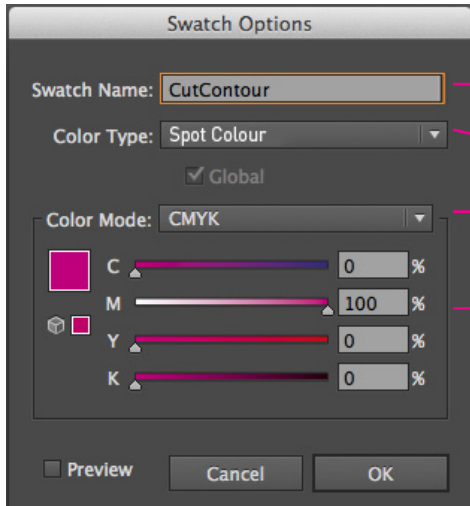 Swatch Options
Swatch Name: CutContour
Color Type: Spot Colour
Global
Color Mode: CMYK
C 0 %
M 100 %
Y 0 %
K 0 %
Preview Cancel OK